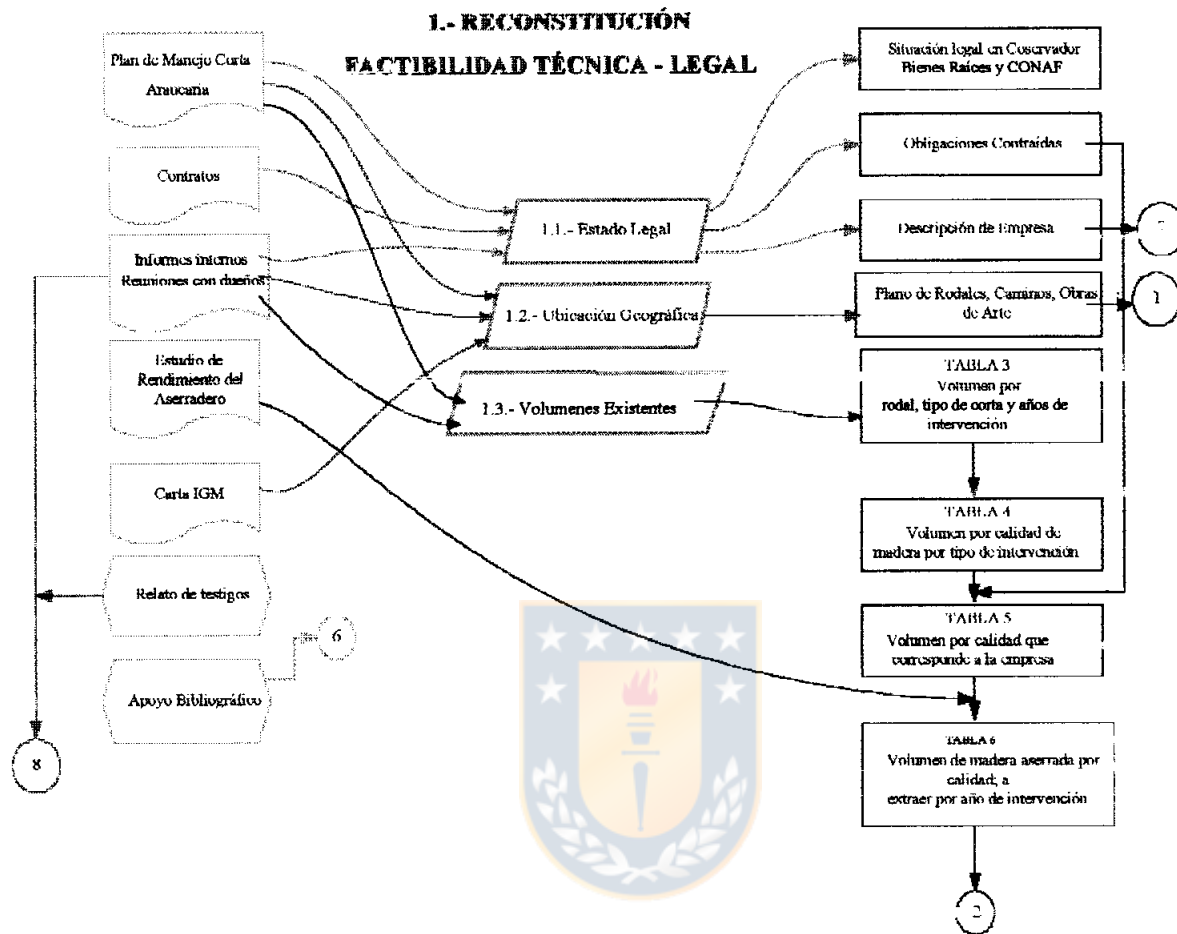 1.- RECONSTITUCIÓN
FACTIBILIDAD TÉCNICA - LEGAL
Plan de Manejo Corta
Araucaria
Contratos
Informes internos
Reuniones con dueños
Estudio de
Rendimiento del
Aserradero
Carta IGM
Relato de testigos
Apoyo Bibliográfico
6
8
1.1.- Estado Legal
1.2.- Ubicación Geográfica
1.3.- Volumenes Existentes
Situación legal en Coservador
Bienes Raíces y CONAF
Obligaciones Contraídas
Descripción de Empresa
Plano de Rodales, Caminos, Obras
de Arte
1
TABLA 3
Volumen por
rodal, tipo de corta y años de
intervención
TABLA 4
Volumen por calidad de
madera por tipo de intervención
TABLA 5
Volumen por calidad que
corresponde a la empresa
TABLA 6
Volumen de madera aserrada por
calidad; a
extraer por año de intervención
2